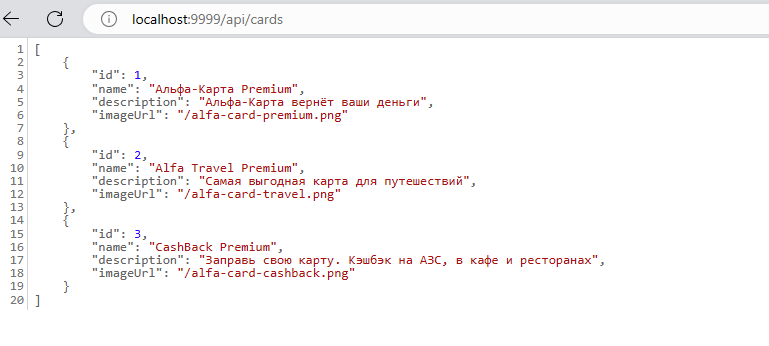 localhost:9999/api/cards
1 [
2 {
3 "id": 1,
4 "name": "Альфа-Карта Premium",
5 "description": "Альфа-Карта вернёт ваши деньги",
6 "imageUrl": "/alfa-card-premium.png"
7 },
8 {
9 "id": 2,
10 "name": "Alfa Travel Premium",
11 "description": "Самая выгодная карта для путешествий",
12 "imageUrl": "/alfa-card-travel.png"
13 },
14 {
15 "id": 3,
16 "name": "CashBack Premium",
17 "description": "Заправь свою карту. Кэшбэк на АЗС, в кафе и ресторанах",
18 "imageUrl": "/alfa-card-cashback.png"
19 }
20 ]